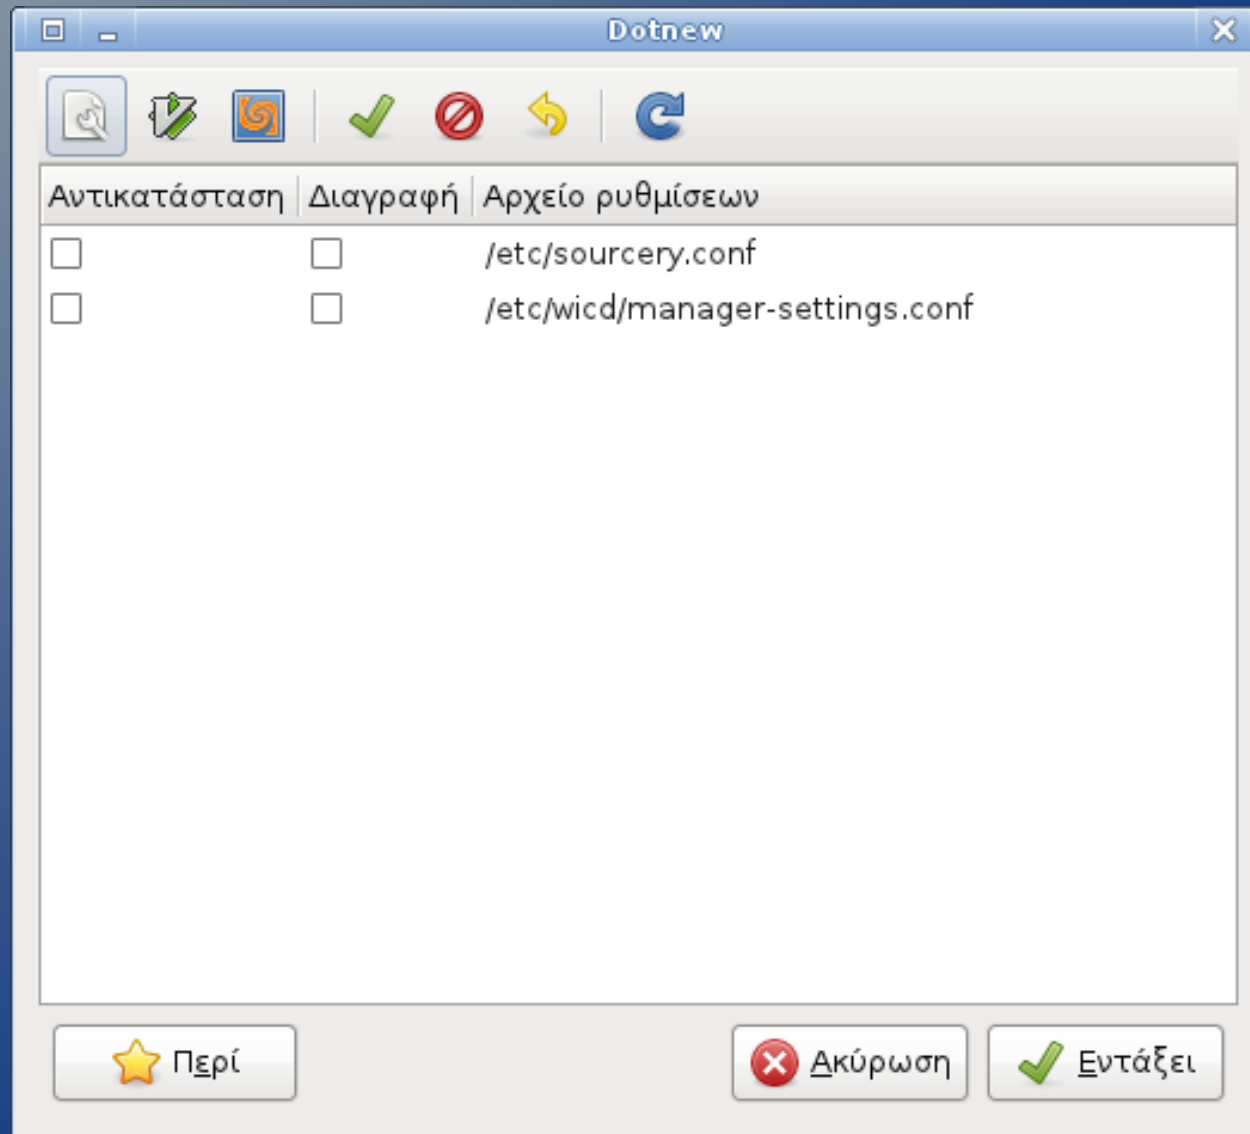 Dotnew
Αντικατάσταση Διαγραφή Αρχείο ρυθμίσεων
/etc/sourcery.conf
/etc/wicd/manager-settings.conf
Περί Ακύρωση Εντάξει